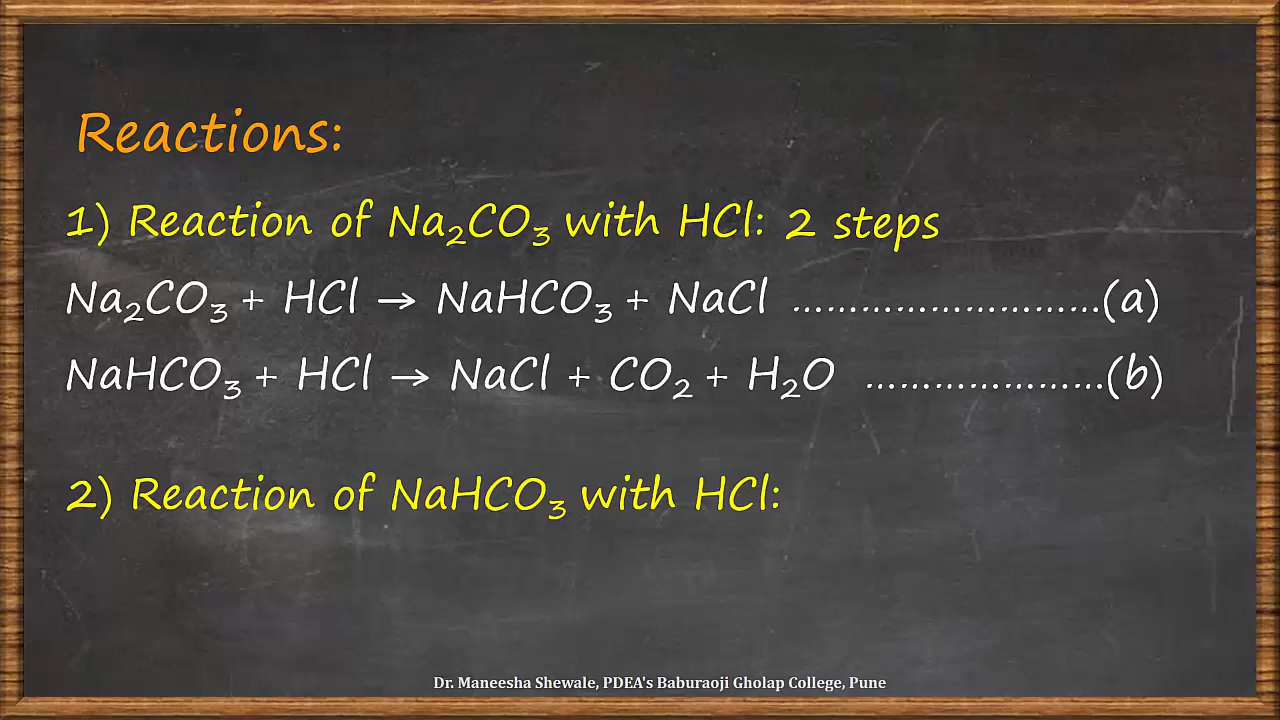 Reactions:
1) Reaction of Na₂CO₃ with HCl: 2 steps
Na₂CO₃ + HCl → NaHCO₃ + NaCl ...........................(a)
NaHCO₃ + HCl → NaCl + CO₂ + H₂O .....................(b)
2) Reaction of NaHCO₃ with HCl:
Dr. Maneesha Shewale, PDEA's Baburaoji Gholap College, Pune